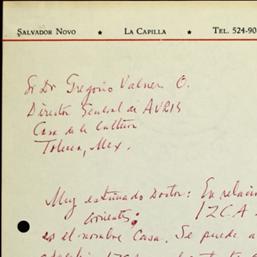 SALVADOR NOVO ★ LA CAPILLA ★ TEL. 524-90
Sr Dr Gregorio Valner O.
Director General de AURIS
Casa de la Cultura
Toluca, Mex.
Muy estimado Doctor: En relaci
IZCA
es el nombre Casa. Se puede a